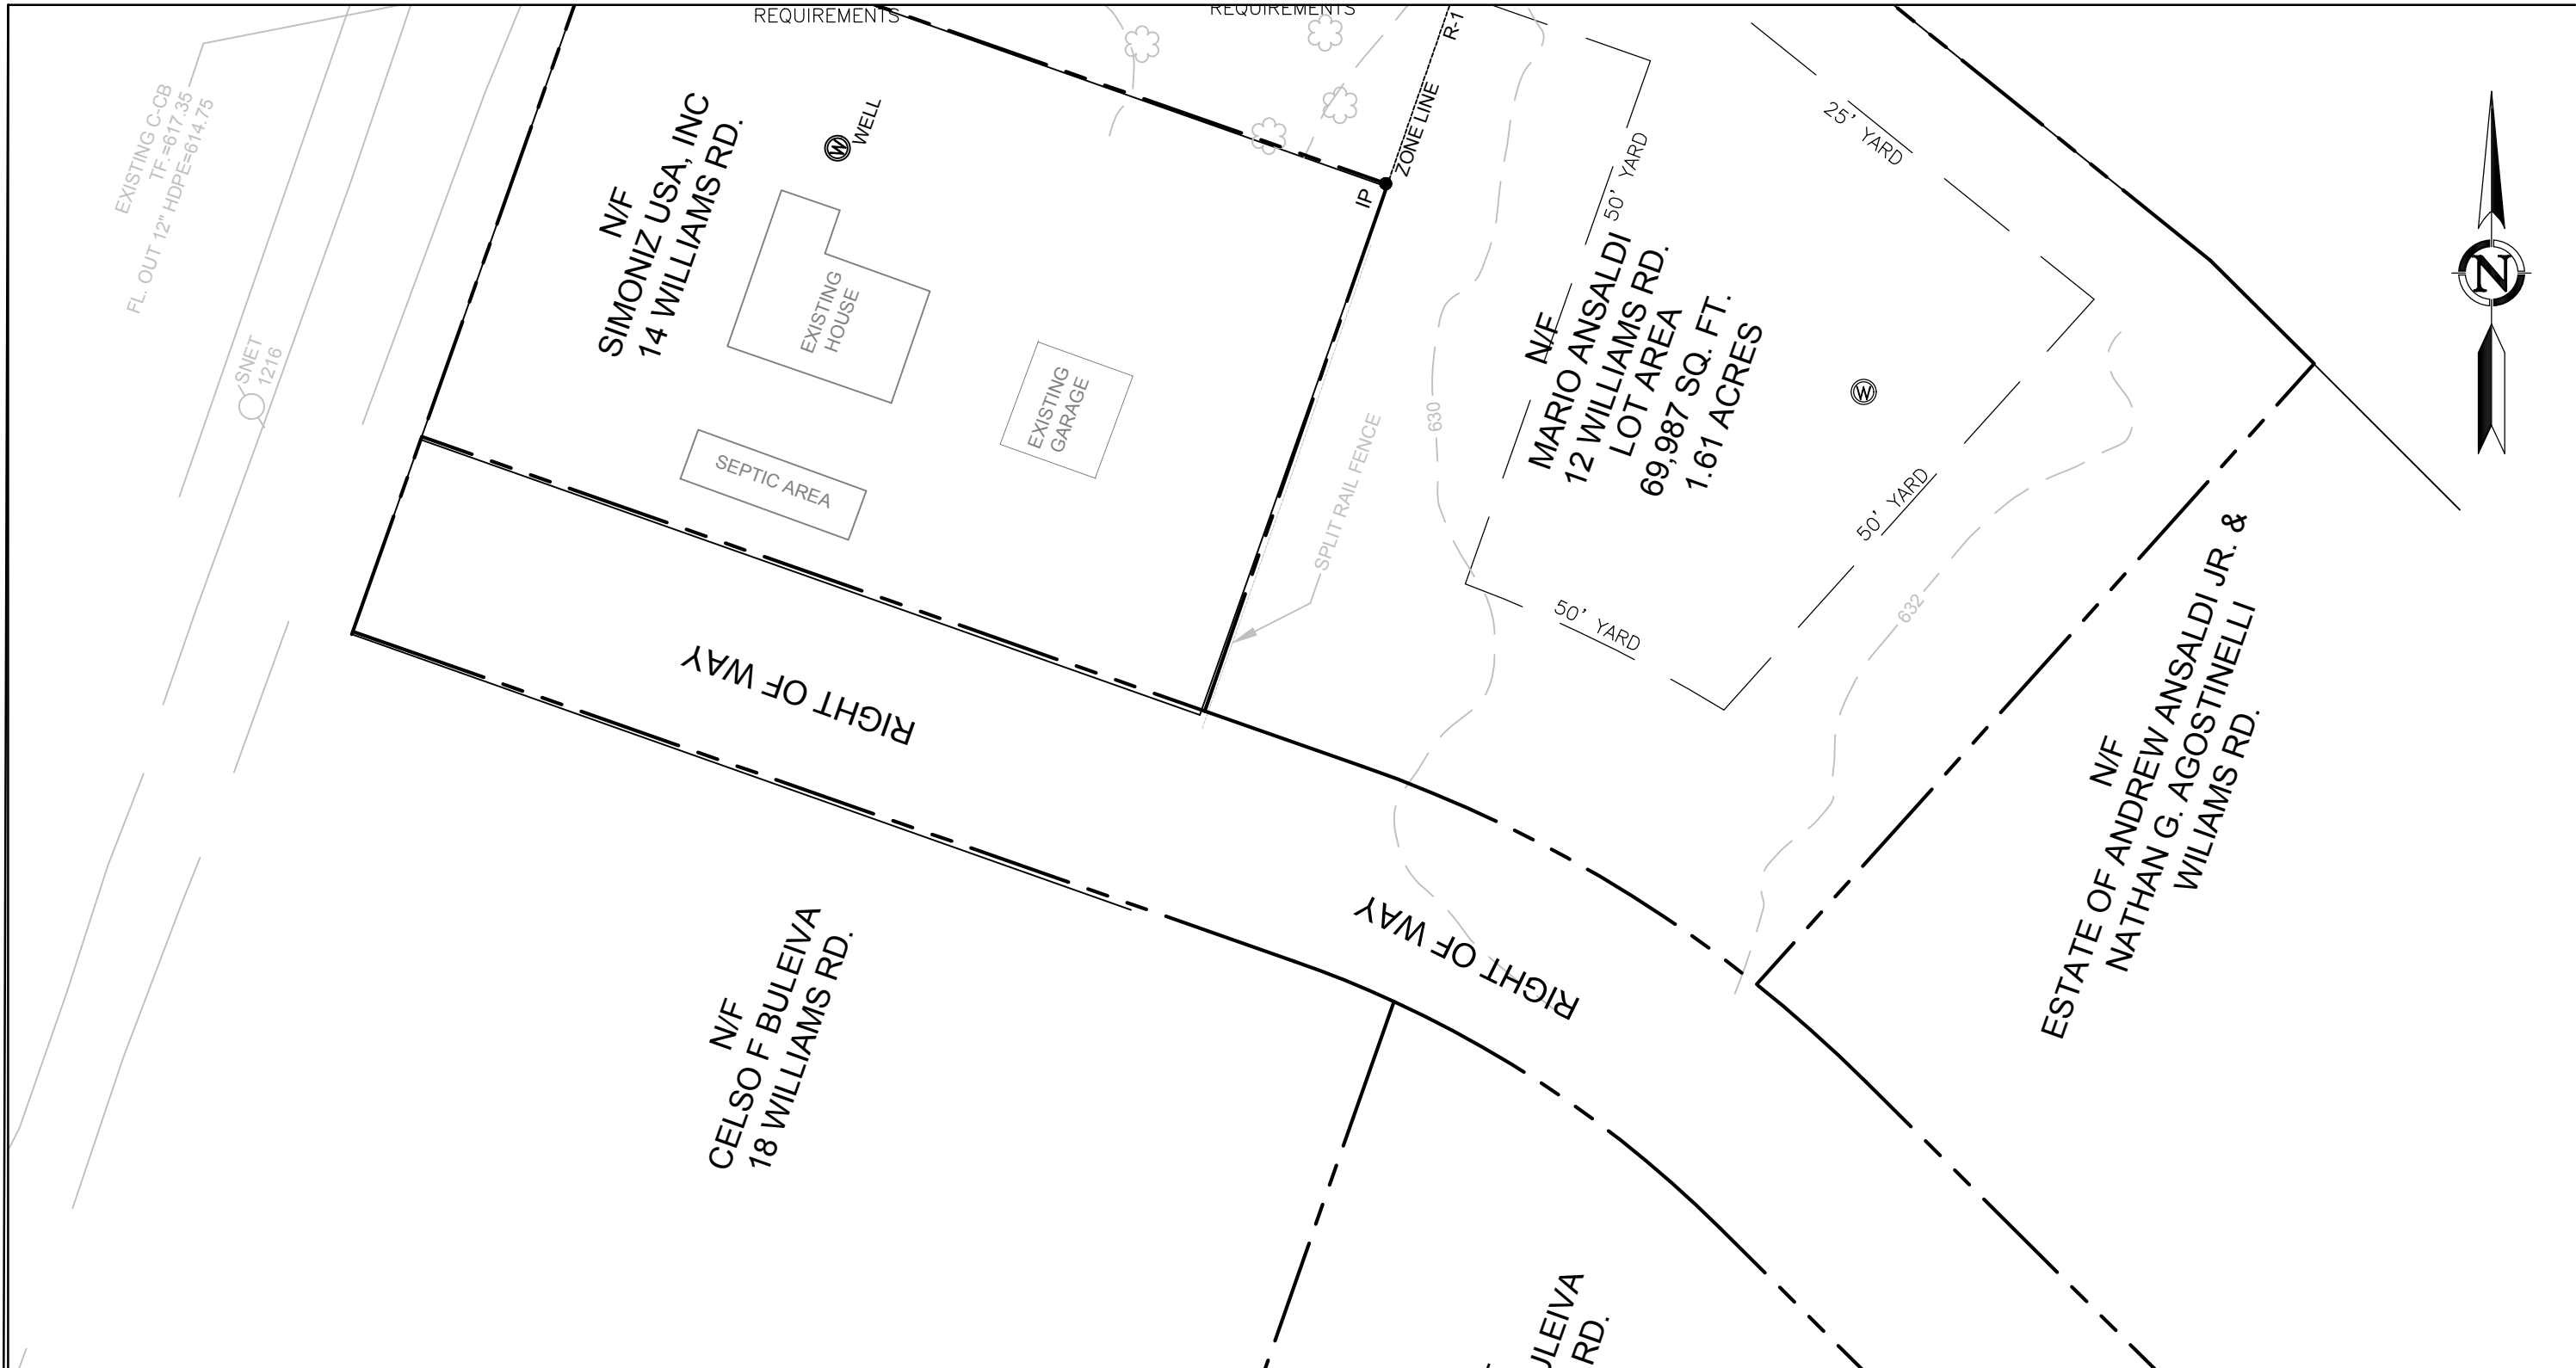 REQUIREMENTS
REQUIREMENTS
R-1
ZONE LINE
IP
EXISTING C-CB
TF.=617.35
FL. OUT 12" HDPE=614.75
SNET
1216
N/F
SIMONIZ USA, INC
14 WILLIAMS RD.
W
WELL
EXISTING
HOUSE
EXISTING
GARAGE
SEPTIC AREA
SPLIT RAIL FENCE
630
50' YARD
25' YARD
N/F
MARIO ANSALDI
12 WILLIAMS RD.
LOT AREA
69,987 SQ. FT.
1.61 ACRES
W
50' YARD
50' YARD
632
N
RIGHT OF WAY
RIGHT OF WAY
N/F
ESTATE OF ANDREW ANSALDI JR. &
NATHAN G. AGOSTINELLI
WILIAMS RD.
N/F
CELSO F BULEIVA
18 WILLIAMS RD.
ULEIVA
RD.